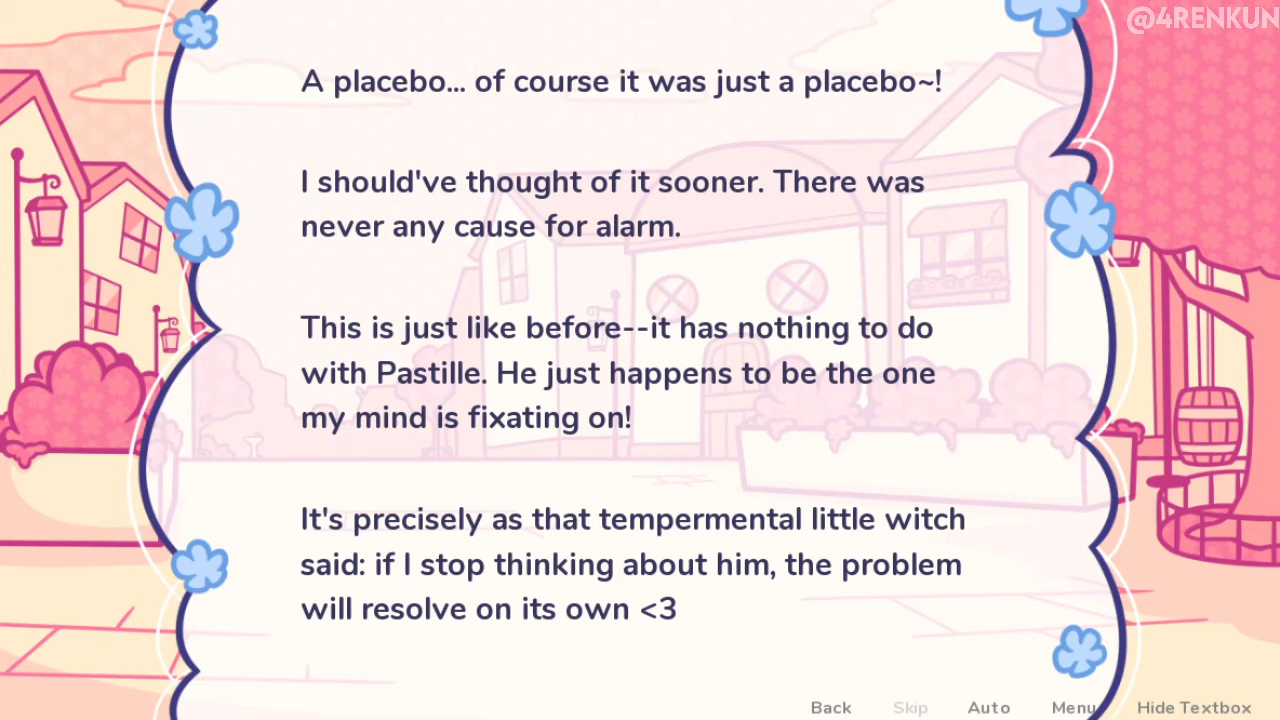 @4RENKUN
A placebo... of course it was just a placebo~!
I should've thought of it sooner. There was
never any cause for alarm.
This is just like before--it has nothing to do
with Pastille. He just happens to be the one
my mind is fixating on!
It's precisely as that tempermental little witch
said: if I stop thinking about him, the problem
will resolve on its own <3
Back Skip Auto Menu Hide Textbox